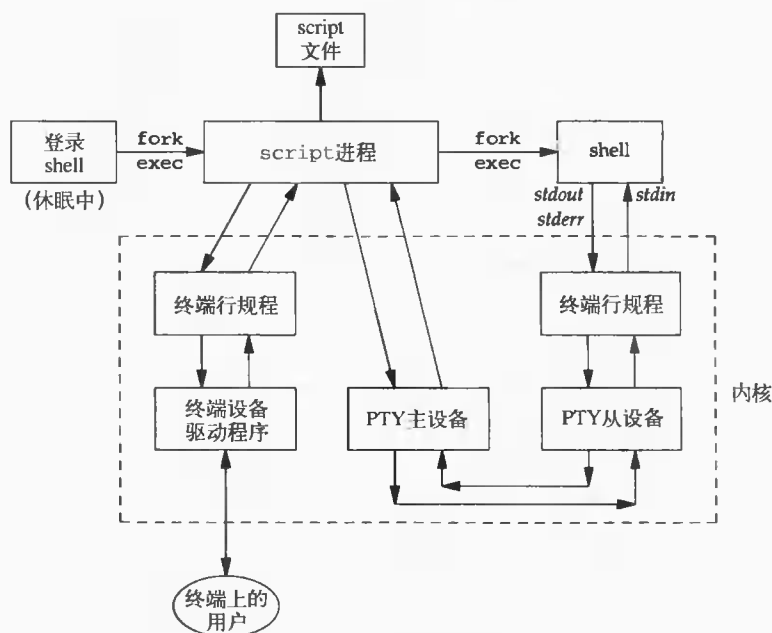 script
文件
登录
shell
(休眠中)
fork
exec
script进程
fork
exec
shell
stdout
stderr
stdin
终端行规程
终端行规程
终端设备
驱动程序
PTY主设备
PTY从设备
内核
终端上的
用户